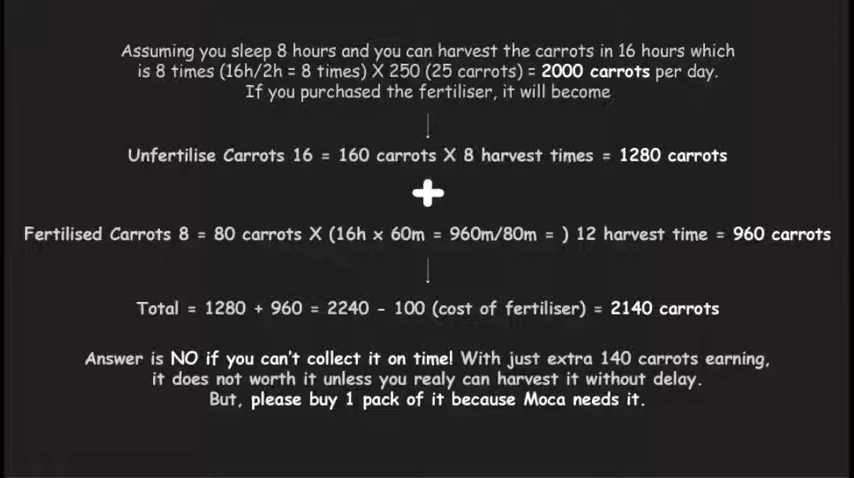 Assuming you sleep 8 hours and you can harvest the carrots in 16 hours which
is 8 times (16h/2h = 8 times) X 250 (25 carrots) = 2000 carrots per day.
If you purchased the fertiliser, it will become
Unfertilise Carrots 16 = 160 carrots X 8 harvest times = 1280 carrots
+
Fertilised Carrots 8 = 80 carrots X (16h x 60m = 960m/80m = ) 12 harvest time = 960 carrots
Total = 1280 + 960 = 2240 - 100 (cost of fertiliser) = 2140 carrots
Answer is NO if you can't collect it on time! With just extra 140 carrots earning,
it does not worth it unless you realy can harvest it without delay.
But, please buy 1 pack of it because Moca needs it.